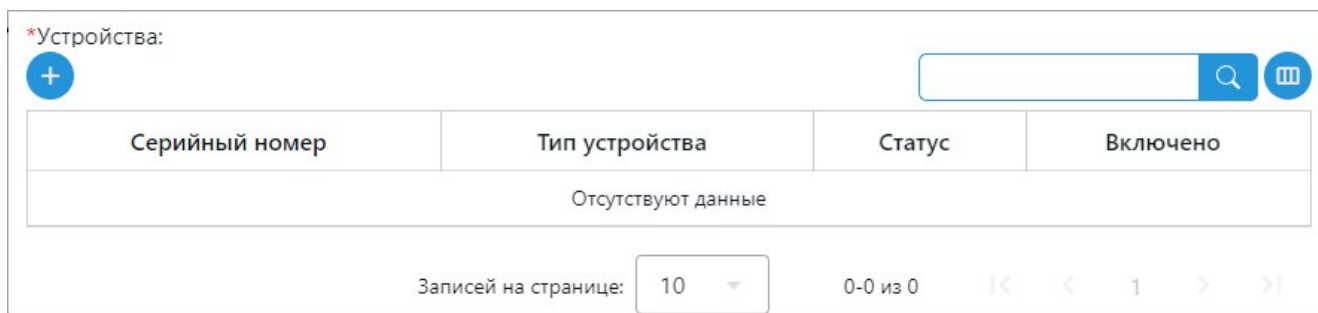 *Устройства:
Серийный номер Тип устройства Статус Включено
Отсутствуют данные
Записей на странице: 10 0-0 из 0 1